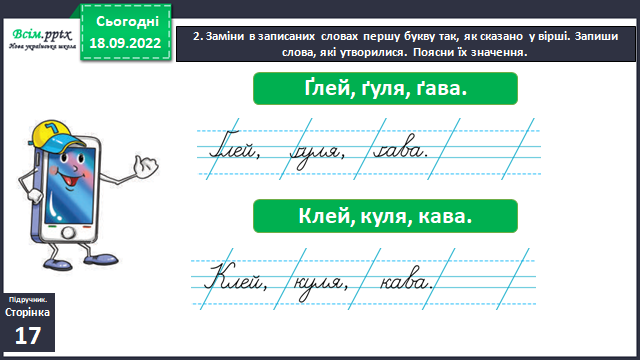 Всім.pptx
Нова українська школа
Сьогодні
18.09.2022
2. Заміни в записаних словах першу букву так, як сказано у вірші. Запиши
слова, які утворилися. Поясни їх значення.
Ґлей, ґуля, ґава.
Ґлей, ґуля, ґава.
Клей, куля, кава.
Клей, куля, кава.
Підручник.
Сторінка
17